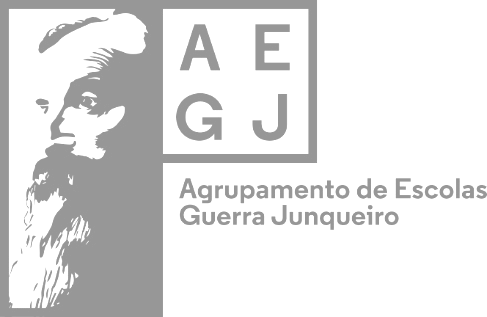 A E
G J
Agrupamento de Escolas
Guerra Junqueiro